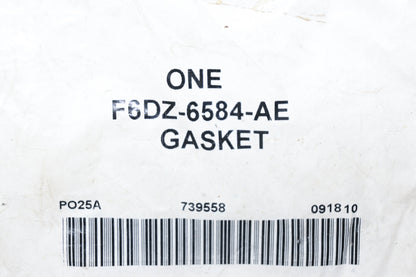 ONE
F6DZ-6584-AE
GASKET
PO25A 739558 091810